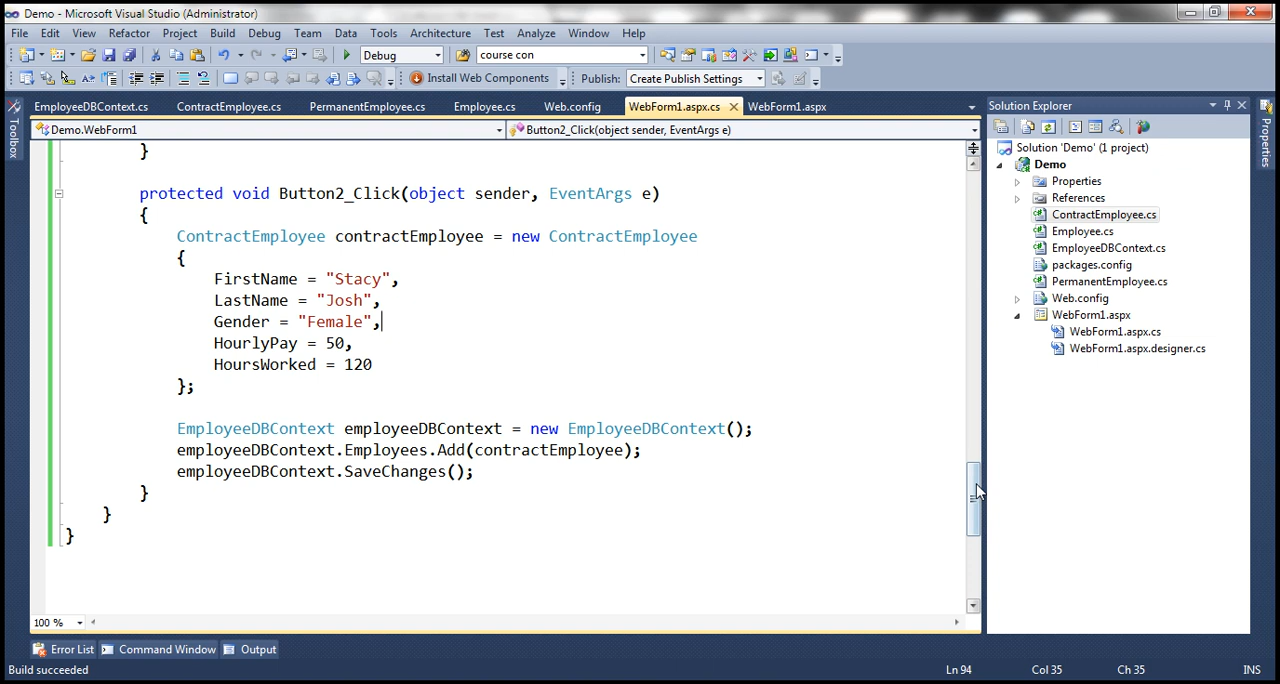 Demo - Microsoft Visual Studio (Administrator)
File Edit View Refactor Project Build Debug Team Data Tools Architecture Test Analyze Window Help
Debug course con
Install Web Components Publish: Create Publish Settings
EmployeeDBContext.cs ContractEmployee.cs PermanentEmployee.cs Employee.cs Web.config WebForm1.aspx.cs WebForm1.aspx
Demo.WebForm1 Button2_Click(object sender, EventArgs e)
}
protected void Button2_Click(object sender, EventArgs e)
{
ContractEmployee contractEmployee = new ContractEmployee
{
FirstName = "Stacy",
LastName = "Josh",
Gender = "Female",
HourlyPay = 50,
HoursWorked = 120
};
EmployeeDBContext employeeDBContext = new EmployeeDBContext();
employeeDBContext.Employees.Add(contractEmployee);
employeeDBContext.SaveChanges();
}
}
}
100 %
Toolbox
Solution Explorer
Solution 'Demo' (1 project)
Demo
Properties
References
ContractEmployee.cs
Employee.cs
EmployeeDBContext.cs
packages.config
PermanentEmployee.cs
Web.config
WebForm1.aspx
WebForm1.aspx.cs
WebForm1.aspx.designer.cs
Properties
Error List Command Window Output
Build succeeded Ln 94 Col 35 Ch 35 INS